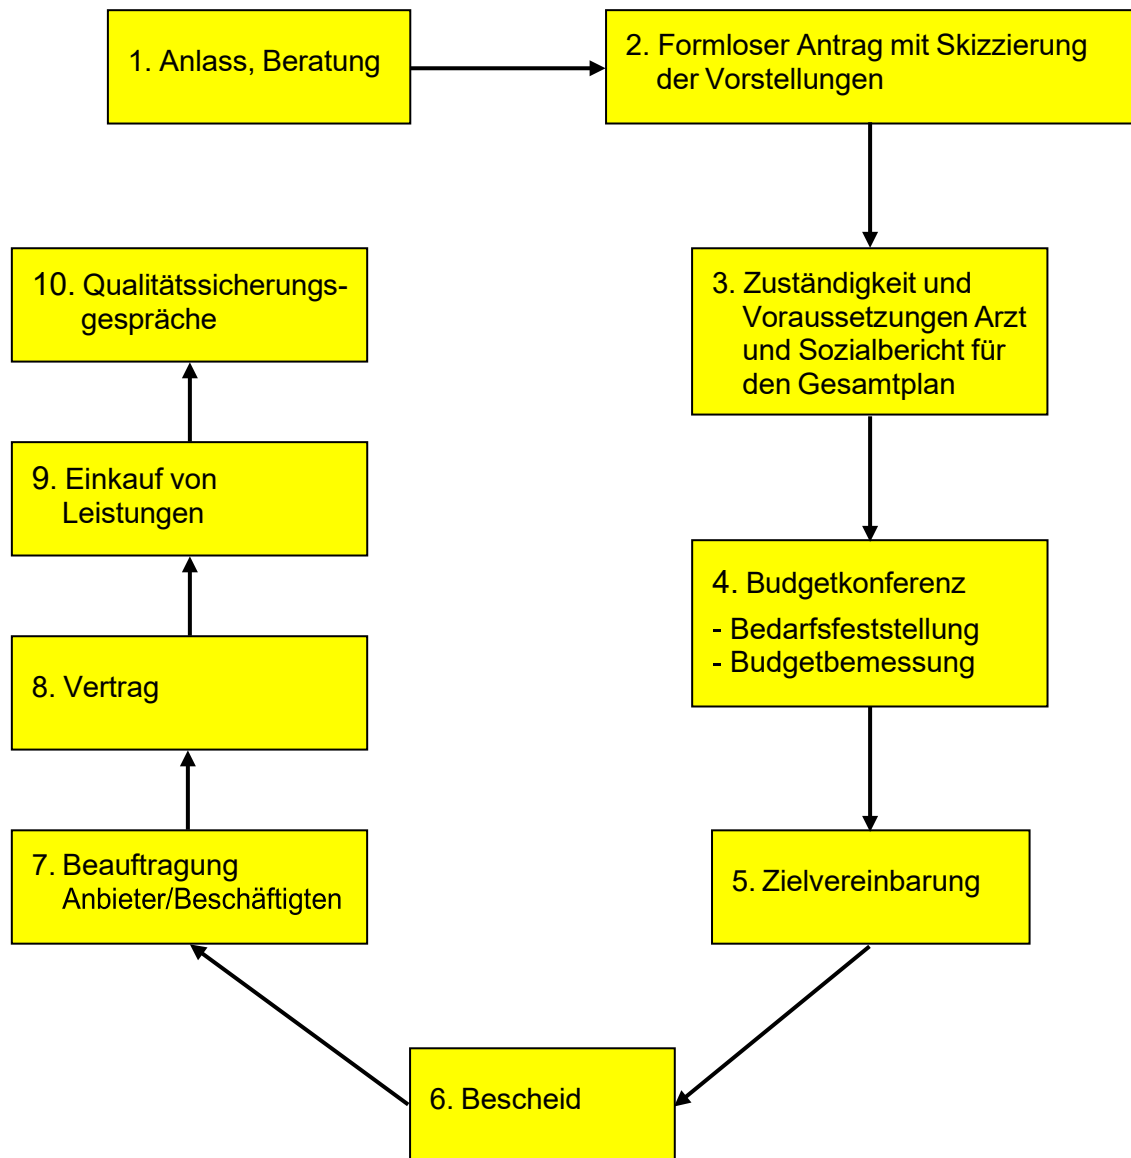 1. Anlass, Beratung
2. Formloser Antrag mit Skizzierung
der Vorstellungen
3. Zuständigkeit und
Voraussetzungen Arzt
und Sozialbericht für
den Gesamtplan
4. Budgetkonferenz
- Bedarfsfeststellung
- Budgetbemessung
5. Zielvereinbarung
6. Bescheid
7. Beauftragung
Anbieter/Beschäftigten
8. Vertrag
9. Einkauf von
Leistungen
10. Qualitätssicherungs-
gespräche